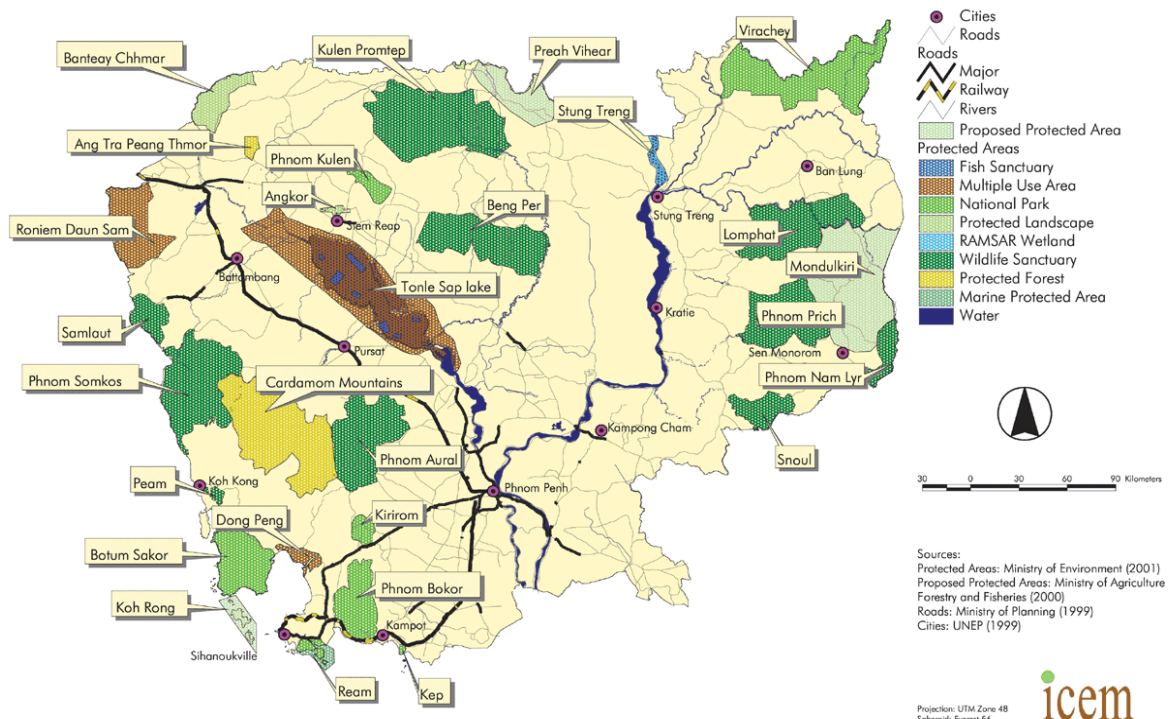 Cities
Roads
Roads
Major
Railway
Rivers
Proposed Protected Area
Protected Areas
Fish Sanctuary
Multiple Use Area
National Park
Protected Landscape
RAMSAR Wetland
Wildlife Sanctuary
Protected Forest
Marine Protected Area
Water
Banteay Chhmar
Kulen Promtep
Preah Vihear
Virachey
Stung Treng
Ang Tra Peang Thmor
Phnom Kulen
Ban Lung
Angkor
Stung Treng
Siem Reap
Beng Per
Roniem Daun Sam
Lomphat
Battambang
Mondulkiri
Tonle Sap lake
Samlaut
Kratie
Phnom Prich
Pursat
Sen Monorom
Phnom Nam Lyr
Phnom Somkos
Cardamom Mountains
Kampong Cham
Phnom Aural
Snoul
Peam
Koh Kong
Phnom Penh
Dong Peng
Kirirom
Botum Sakor
Phnom Bokor
Koh Rong
Kampot
Sihanoukville
Ream
Kep
30 0 30 60 90 Kilometers
Sources:
Protected Areas: Ministry of Environment (2001)
Proposed Protected Areas: Ministry of Agriculture
Forestry and Fisheries (2000)
Roads: Ministry of Planning (1999)
Cities: UNEP (1999)
Projection: UTM Zone 48
icem